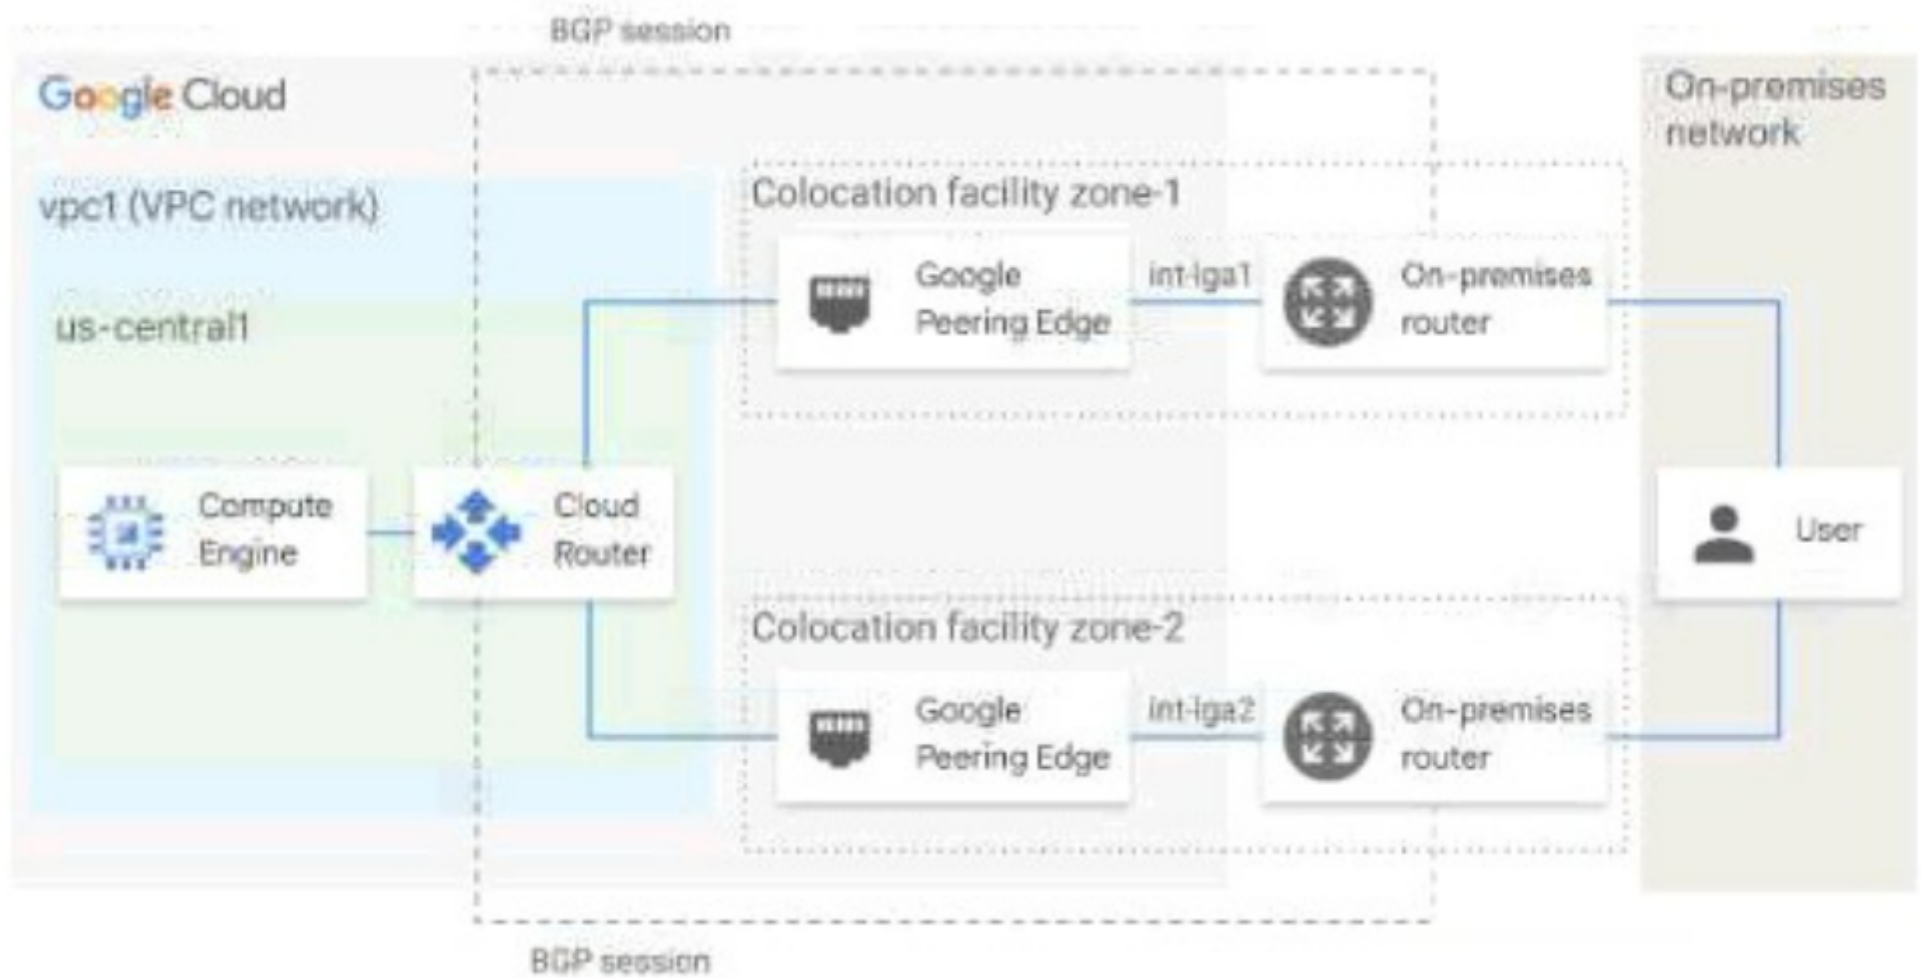 BGP session
Google Cloud
On-premises
network
vpc1 (VPC network)
Colocation facility zone-1
us-central1
Google
Peering Edge
int-lga1
On-premises
router
Compute
Engine
Cloud
Router
User
Colocation facility zone-2
Google
Peering Edge
int-lga2
On-premises
router
BGP session